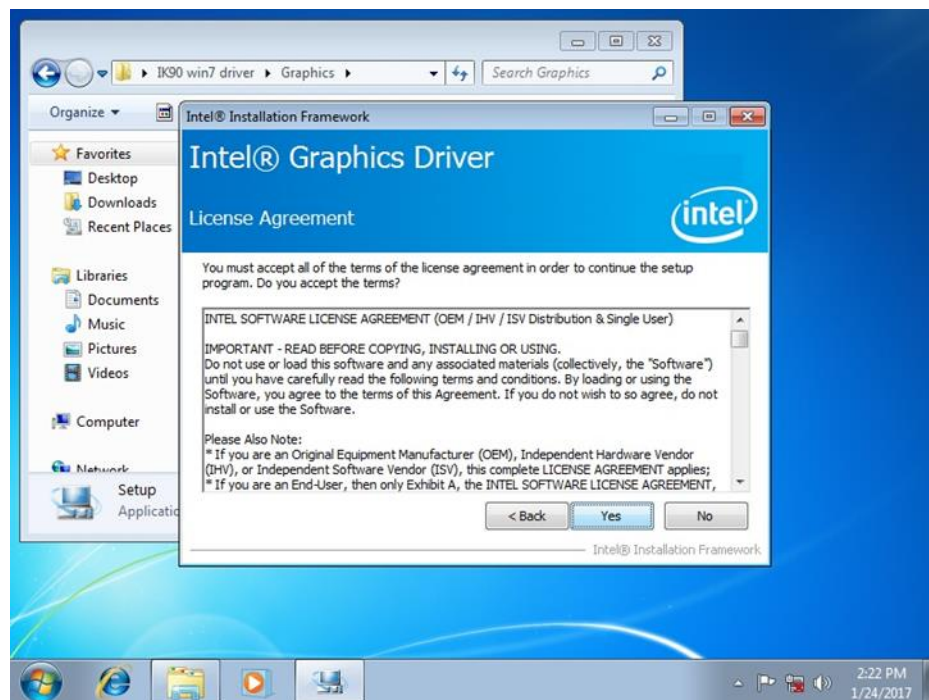 IK90 win7 driver Graphics
Search Graphics
Organize
Favorites
Desktop
Downloads
Recent Places
Libraries
Documents
Music
Pictures
Videos
Computer
Network
Setup
Intel® Installation Framework
Intel® Graphics Driver
License Agreement
intel
You must accept all of the terms of the license agreement in order to continue the setup
program. Do you accept the terms?
INTEL SOFTWARE LICENSE AGREEMENT (OEM / IHV / ISV Distribution & Single User)
IMPORTANT - READ BEFORE COPYING, INSTALLING OR USING.
Do not use or load this software and any associated materials (collectively, the "Software")
until you have carefully read the following terms and conditions. By loading or using the
Software, you agree to the terms of this Agreement. If you do not wish to so agree, do not
install or use the Software.
Please Also Note:
* If you are an Original Equipment Manufacturer (OEM), Independent Hardware Vendor
(IHV), or Independent Software Vendor (ISV), this complete LICENSE AGREEMENT applies;
* If you are an End-User, then only Exhibit A, the INTEL SOFTWARE LICENSE AGREEMENT,
< Back
Yes
No
Intel® Installation Framework
2:22 PM
1/24/2017